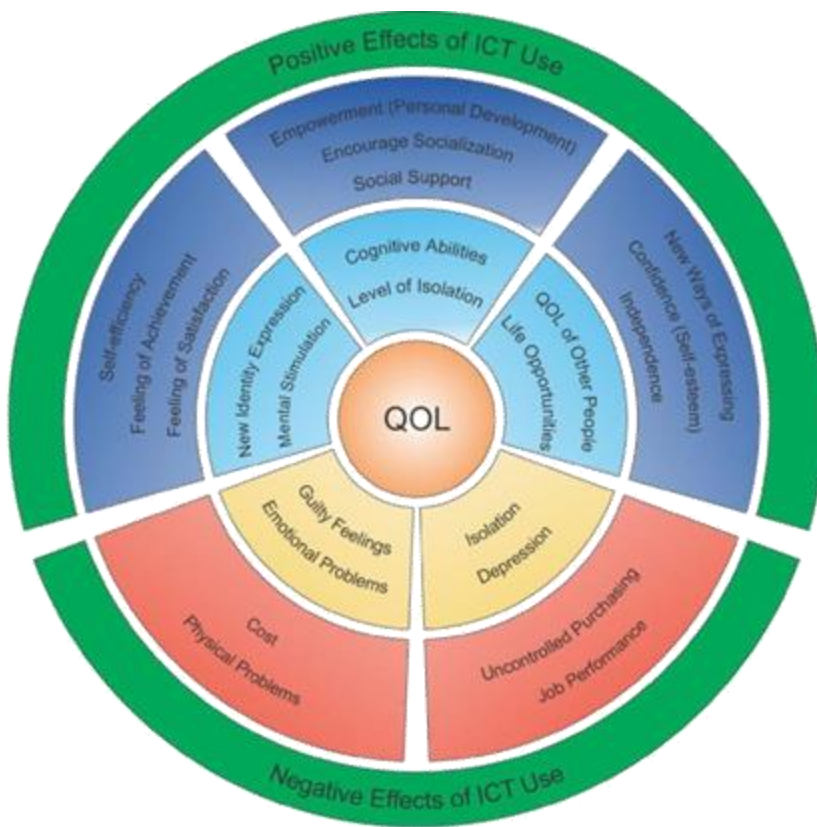 Positive Effects of ICT Use
Empowerment (Personal Development)
Encourage Socialization
Social Support
Cognitive Abilities
Level of Isolation
Self-efficiency
Feeling of Achievement
Feeling of Satisfaction
New Identity Expression
Mental Stimulation
New Ways of Expressing
Confidence (Self-esteem)
Independence
QOL of Other People
Life Opportunities
QOL
Guilty Feelings
Emotional Problems
Isolation
Depression
Cost
Physical Problems
Uncontrolled Purchasing
Job Performance
Negative Effects of ICT Use